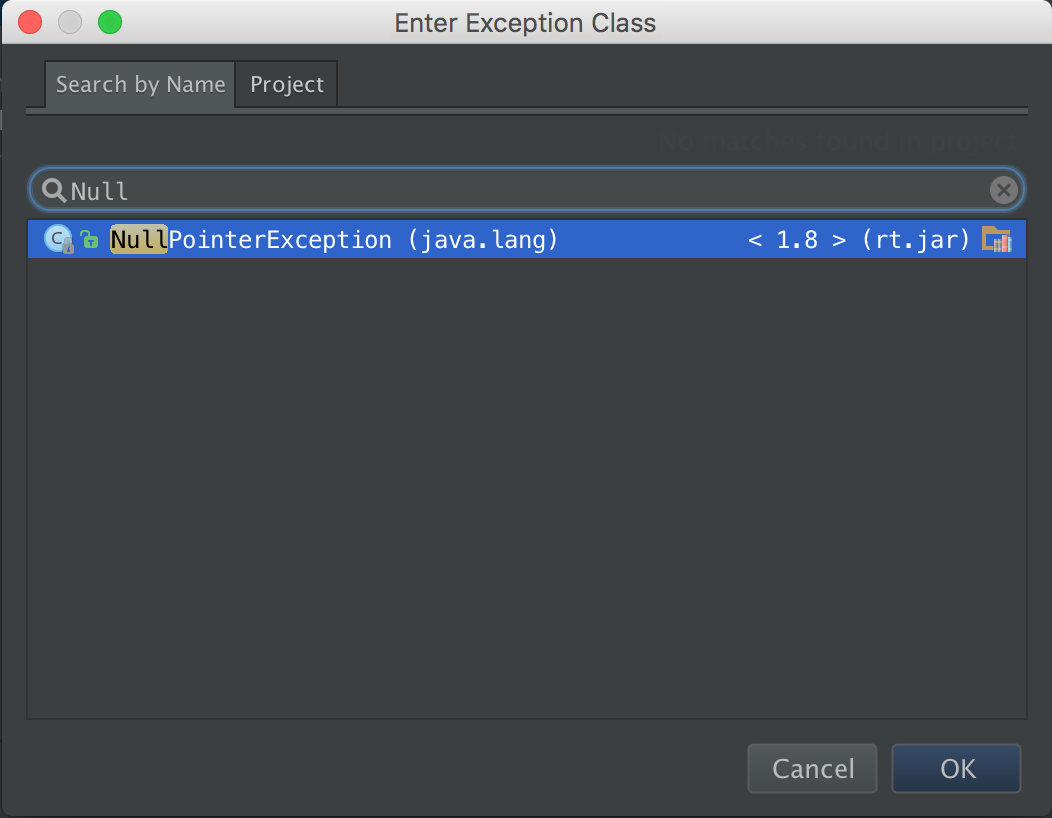 Enter Exception Class
Search by Name Project
No matches found in project
Null
NullPointerException (java.lang) < 1.8 > (rt.jar)
Cancel OK